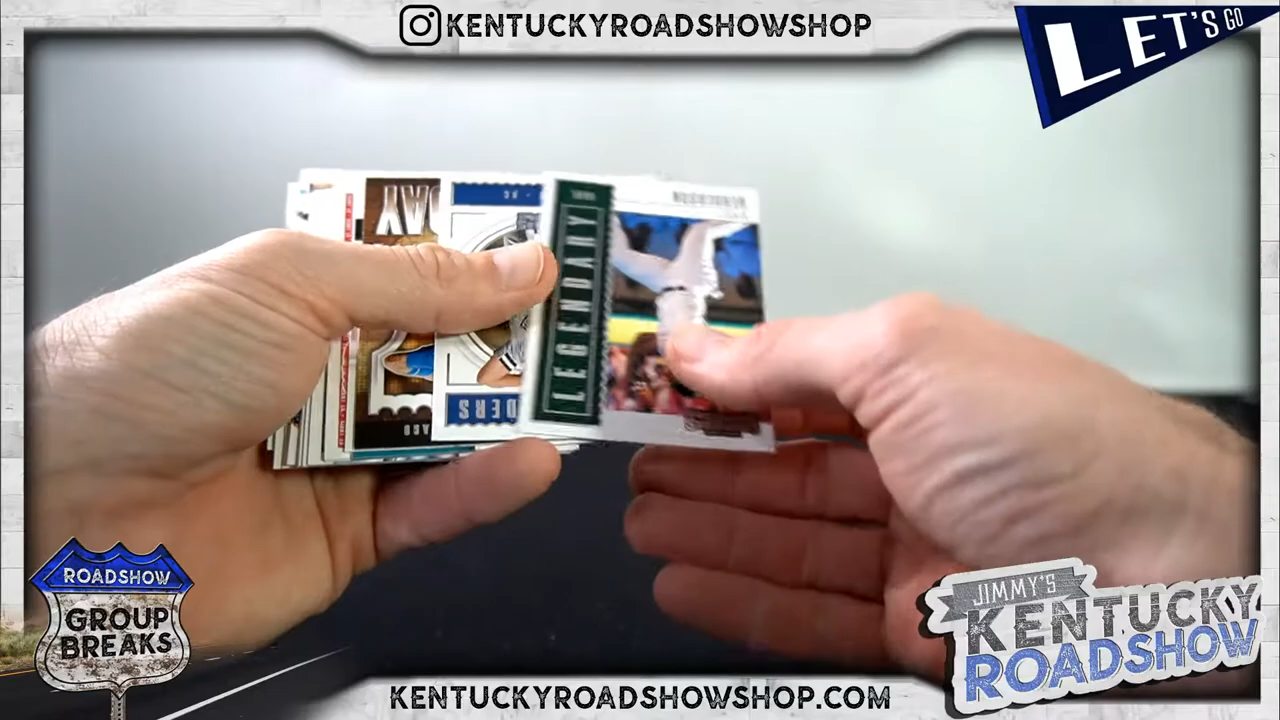 KENTUCKYROADSHOWSHOP
LET'S GO
LEGENDARY
ROADSHOW
GROUP
BREAKS
JIMMY'S
KENTUCKY
ROADSHOW
KENTUCKYROADSHOWSHOP.COM